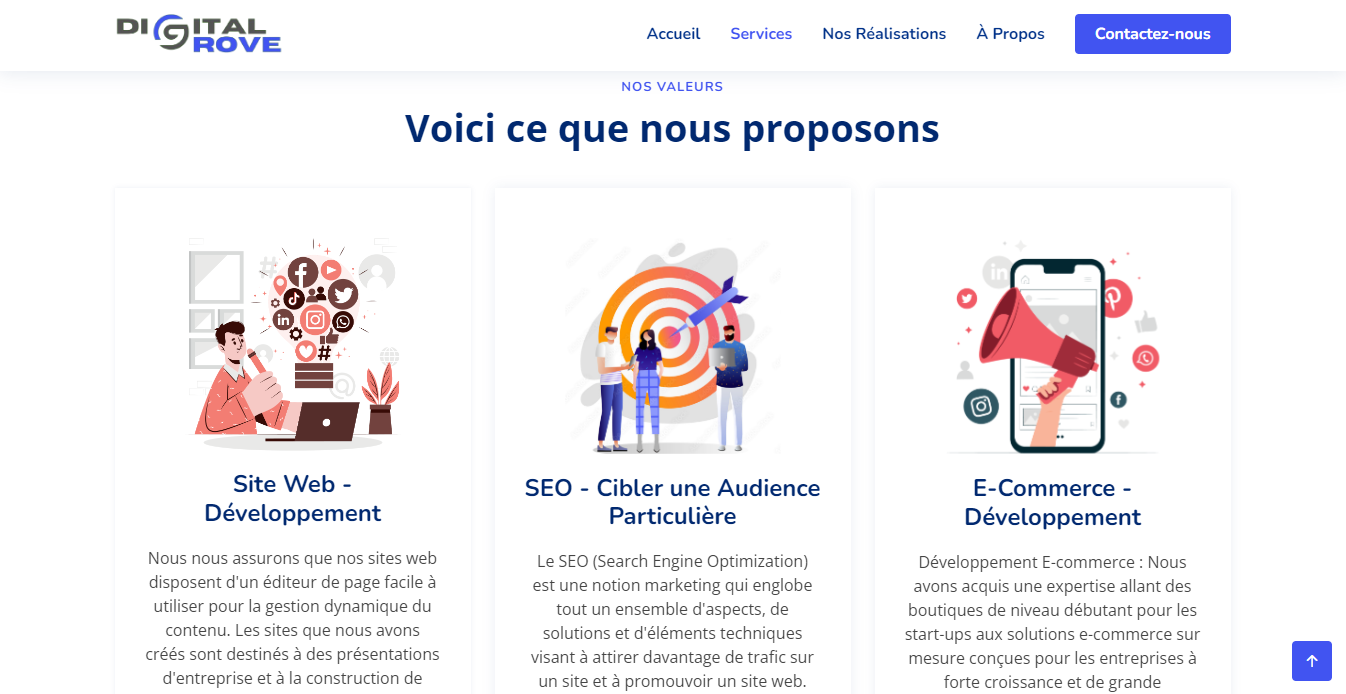 DIGITAL
GROVE
Accueil
Services
Nos Réalisations
À Propos
Contactez-nous
NOS VALEURS
Voici ce que nous proposons
Site Web -
Développement
Nous nous assurons que nos sites web
disposent d'un éditeur de page facile à
utiliser pour la gestion dynamique du
contenu. Les sites que nous avons
créés sont destinés à des présentations
d'entreprise et à la construction de
SEO - Cibler une Audience
Particulière
Le SEO (Search Engine Optimization)
est une notion marketing qui englobe
tout un ensemble d'aspects, de
solutions et d'éléments techniques
visant à attirer davantage de trafic sur
un site et à promouvoir un site web.
E-Commerce -
Développement
Développement E-commerce : Nous
avons acquis une expertise allant des
boutiques de niveau débutant pour les
start-ups aux solutions e-commerce sur
mesure conçues pour les entreprises à
forte croissance et de grande